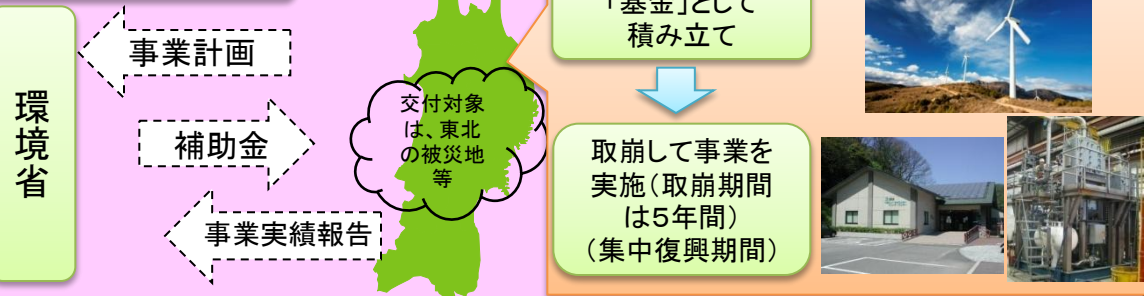 環
境
省
事業計画
補助金
事業実績報告
交付対象
は、東北
の被災地
等
「基金」として
積み立て
取崩して事業を
実施（取崩期間
は５年間）
（集中復興期間）